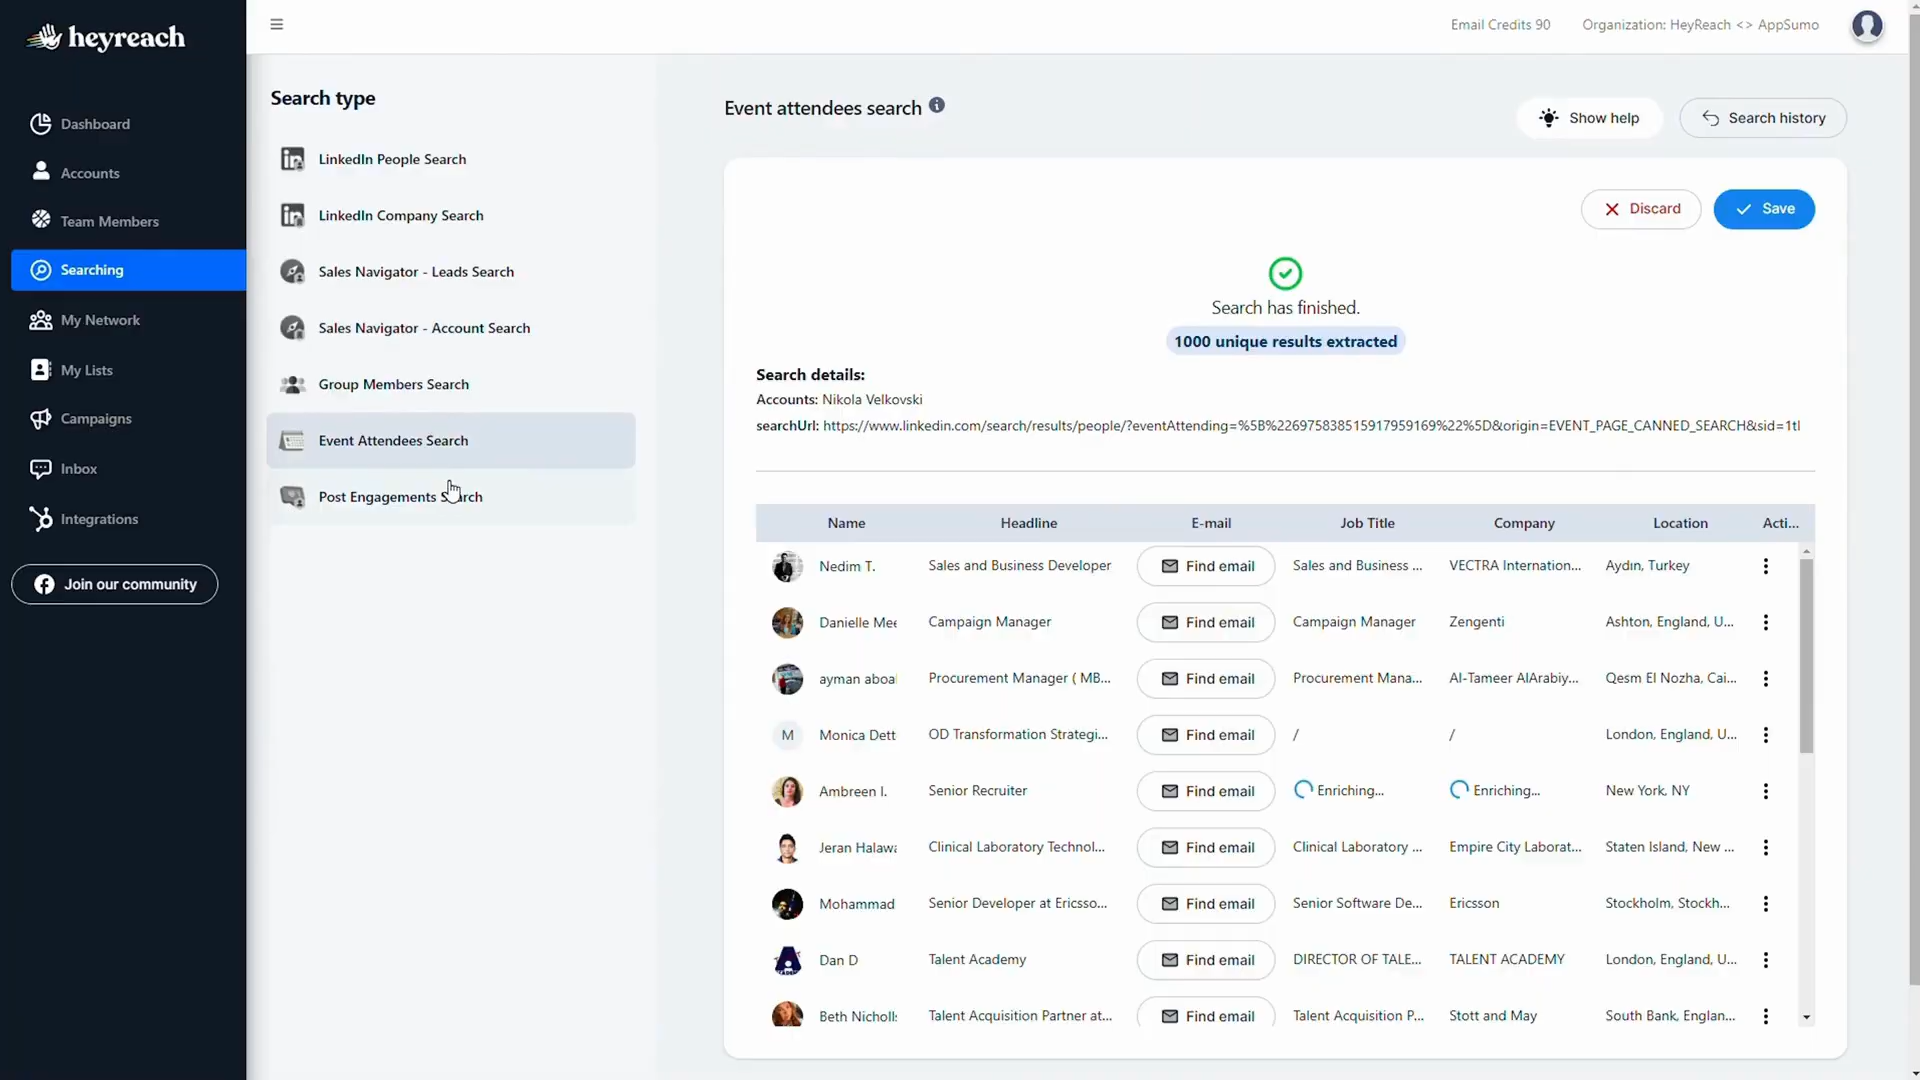 heyreach
Email Credits 90
Organization: HeyReach <> AppSumo
Dashboard
Accounts
Team Members
Searching
My Network
My Lists
Campaigns
Inbox
Integrations
Join our community
Search type
LinkedIn People Search
LinkedIn Company Search
Sales Navigator - Leads Search
Sales Navigator - Account Search
Group Members Search
Event Attendees Search
Post Engagements Search
Event attendees search
Show help
Search history
Discard
Save
Search has finished.
1000 unique results extracted
Search details:
Accounts: Nikola Velkovski
searchUrl: https://www.linkedin.com/search/results/people/?eventAttending=%5B%226975838515917959169%22%5D&origin=EVENT_PAGE_CANNED_SEARCH&sid=1tl
Name Headline E-mail Job Title Company Location Acti...
Nedim T. Sales and Business Developer Find email Sales and Business ... VECTRA Internation... Aydın, Turkey
Danielle Mee Campaign Manager Find email Campaign Manager Zengenti Ashton, England, U...
ayman aboal Procurement Manager ( MB... Find email Procurement Mana... Al-Tameer AlArabiy... Qesm El Nozha, Cai...
M Monica Dett OD Transformation Strategi... Find email / / London, England, U...
Ambreen I. Senior Recruiter Find email Enriching... Enriching... New York, NY
Jeran Halawa Clinical Laboratory Technol... Find email Clinical Laboratory ... Empire City Laborat... Staten Island, New ...
Mohammad Senior Developer at Ericsso... Find email Senior Software De... Ericsson Stockholm, Stockh...
Dan D Talent Academy Find email DIRECTOR OF TALE... TALENT ACADEMY London, England, U...
Beth Nicholls Talent Acquisition Partner at... Find email Talent Acquisition P... Stott and May South Bank, Englan...